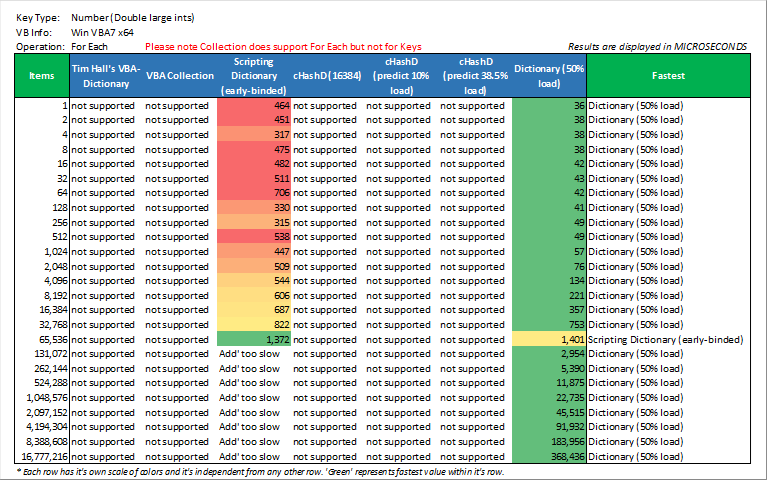 Key Type: Number (Double large ints)
VB Info: Win VBA7 x64
Operation: For Each Please note Collection does support For Each but not for Keys Results are displayed in MICROSECONDS
Items Tim Hall's VBA-Dictionary VBA Collection Scripting Dictionary (early-binded) cHashD (16384) cHashD (predict 10% load) cHashD (predict 38.5% load) Dictionary (50% load) Fastest
1 not supported not supported 464 not supported not supported not supported 36 Dictionary (50% load)
2 not supported not supported 451 not supported not supported not supported 38 Dictionary (50% load)
4 not supported not supported 317 not supported not supported not supported 38 Dictionary (50% load)
8 not supported not supported 475 not supported not supported not supported 38 Dictionary (50% load)
16 not supported not supported 482 not supported not supported not supported 42 Dictionary (50% load)
32 not supported not supported 511 not supported not supported not supported 43 Dictionary (50% load)
64 not supported not supported 706 not supported not supported not supported 42 Dictionary (50% load)
128 not supported not supported 330 not supported not supported not supported 41 Dictionary (50% load)
256 not supported not supported 315 not supported not supported not supported 49 Dictionary (50% load)
512 not supported not supported 538 not supported not supported not supported 49 Dictionary (50% load)
1,024 not supported not supported 447 not supported not supported not supported 57 Dictionary (50% load)
2,048 not supported not supported 509 not supported not supported not supported 76 Dictionary (50% load)
4,096 not supported not supported 544 not supported not supported not supported 134 Dictionary (50% load)
8,192 not supported not supported 606 not supported not supported not supported 221 Dictionary (50% load)
16,384 not supported not supported 687 not supported not supported not supported 357 Dictionary (50% load)
32,768 not supported not supported 822 not supported not supported not supported 753 Dictionary (50% load)
65,536 not supported not supported 1,372 not supported not supported not supported 1,401 Scripting Dictionary (early-binded)
131,072 not supported not supported Add' too slow not supported not supported not supported 2,954 Dictionary (50% load)
262,144 not supported not supported Add' too slow not supported not supported not supported 5,390 Dictionary (50% load)
524,288 not supported not supported Add' too slow not supported not supported not supported 11,875 Dictionary (50% load)
1,048,576 not supported not supported Add' too slow not supported not supported not supported 22,735 Dictionary (50% load)
2,097,152 not supported not supported Add' too slow not supported not supported not supported 45,515 Dictionary (50% load)
4,194,304 not supported not supported Add' too slow not supported not supported not supported 91,932 Dictionary (50% load)
8,388,608 not supported not supported Add' too slow not supported not supported not supported 183,956 Dictionary (50% load)
16,777,216 not supported not supported Add' too slow not supported not supported not supported 368,436 Dictionary (50% load)
* Each row has it's own scale of colors and it's independent from any other row. 'Green' represents fastest value within it's row.